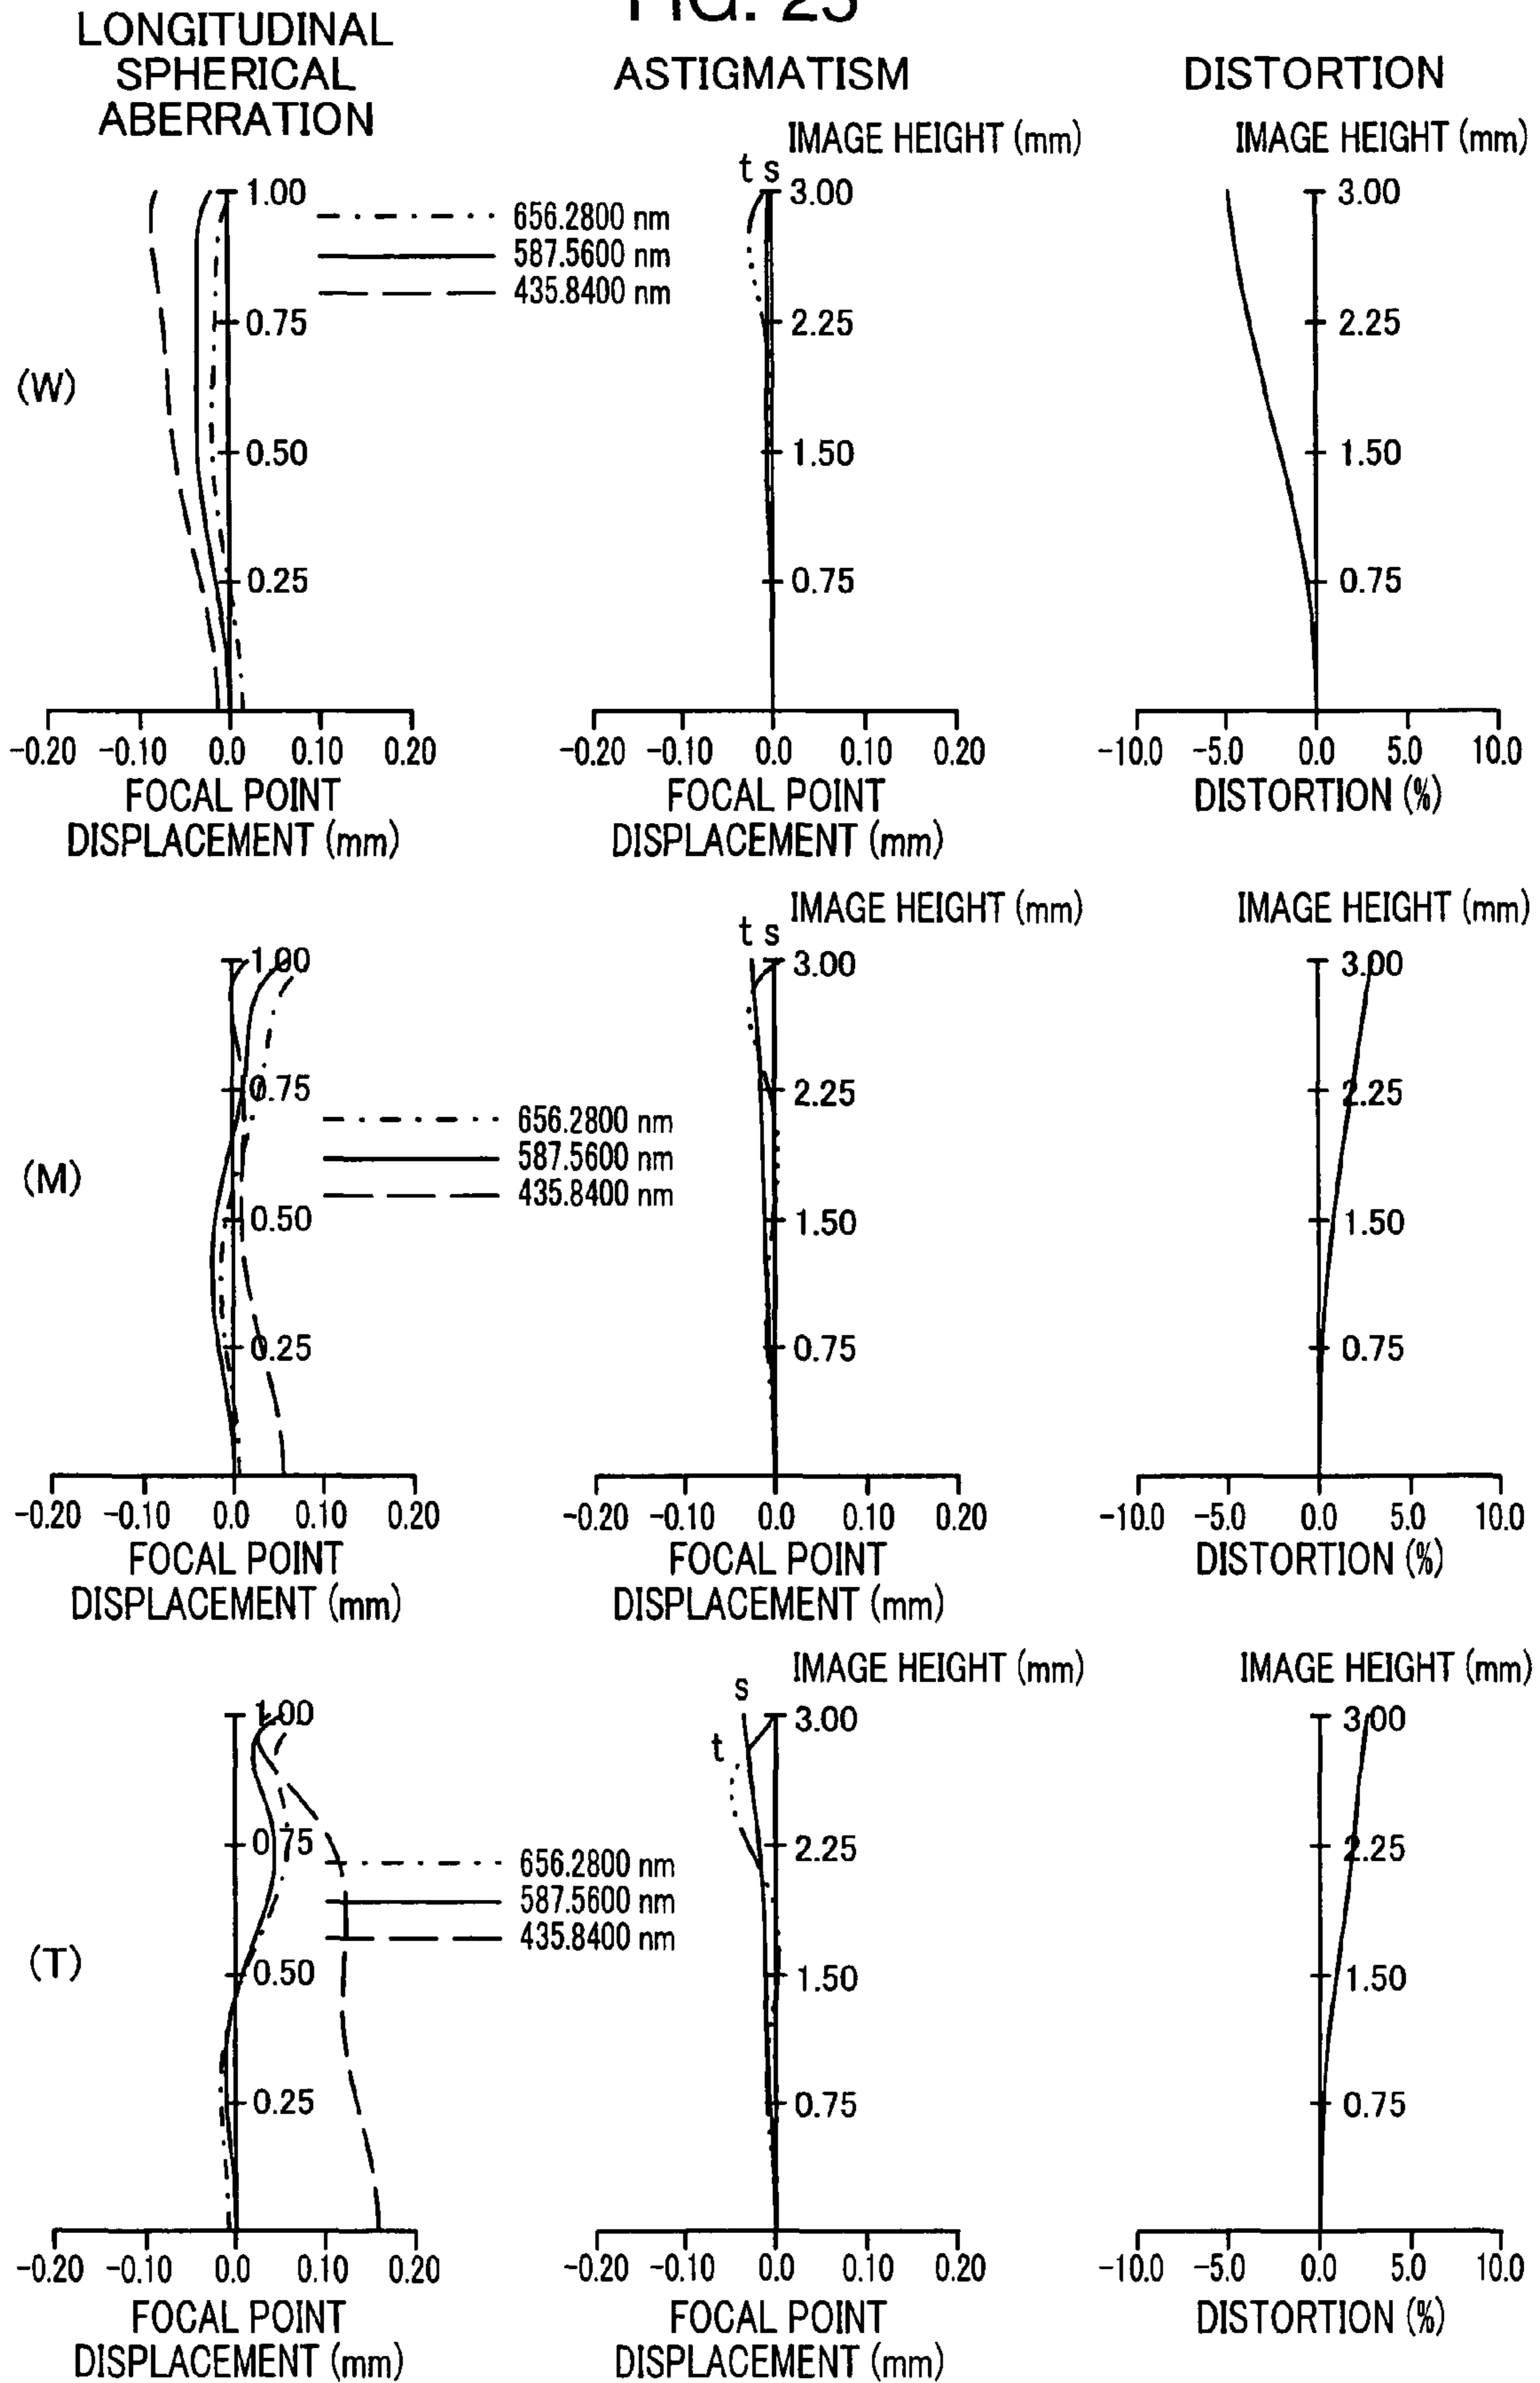 FIG. 25
LONGITUDINAL
SPHERICAL
ABERRATION
ASTIGMATISM
DISTORTION
IMAGE HEIGHT (mm)
IMAGE HEIGHT (mm)
t s
1.00
0.75
0.50
0.25
656.2800 nm
587.5600 nm
435.8400 nm
3.00
2.25
1.50
0.75
3.00
2.25
1.50
0.75
(W)
-0.20 -0.10 0.0 0.10 0.20
FOCAL POINT
DISPLACEMENT (mm)
-0.20 -0.10 0.0 0.10 0.20
FOCAL POINT
DISPLACEMENT (mm)
-10.0 -5.0 0.0 5.0 10.0
DISTORTION (%)
IMAGE HEIGHT (mm)
IMAGE HEIGHT (mm)
t s
1.00
0.75
0.50
0.25
656.2800 nm
587.5600 nm
435.8400 nm
3.00
2.25
1.50
0.75
3.00
2.25
1.50
0.75
(M)
-0.20 -0.10 0.0 0.10 0.20
FOCAL POINT
DISPLACEMENT (mm)
-0.20 -0.10 0.0 0.10 0.20
FOCAL POINT
DISPLACEMENT (mm)
-10.0 -5.0 0.0 5.0 10.0
DISTORTION (%)
IMAGE HEIGHT (mm)
IMAGE HEIGHT (mm)
s
t
1.00
0.75
0.50
0.25
656.2800 nm
587.5600 nm
435.8400 nm
3.00
2.25
1.50
0.75
3.00
2.25
1.50
0.75
(T)
-0.20 -0.10 0.0 0.10 0.20
FOCAL POINT
DISPLACEMENT (mm)
-0.20 -0.10 0.0 0.10 0.20
FOCAL POINT
DISPLACEMENT (mm)
-10.0 -5.0 0.0 5.0 10.0
DISTORTION (%)